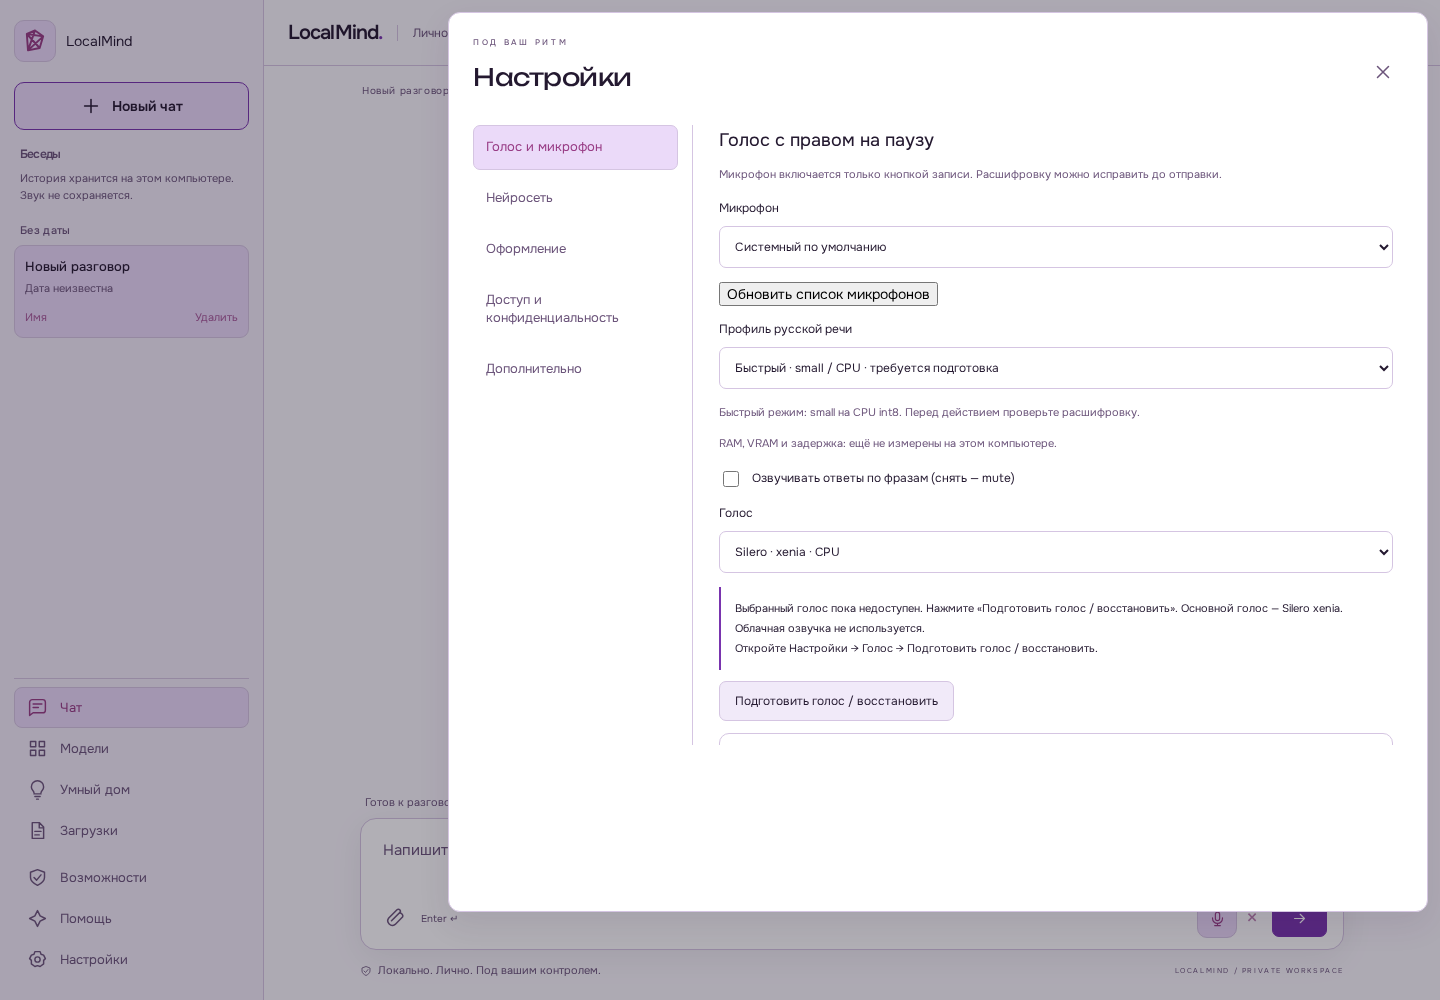 LocalMind
Новый чат
Беседы
История хранится на этом компьютере.
Звук не сохраняется.
Без даты
Новый разговор
Дата неизвестна
Имя
Удалить
Чат
Модели
Умный дом
Загрузки
Возможности
Помощь
Настройки
LocalMind.
Лично
Новый разговор
Готов к разгово
Напишит
Enter ↵
Локально. Лично. Под вашим контролем.
LOCALMIND / PRIVATE WORKSPACE
ПОД ВАШ РИТМ
Настройки
Голос и микрофон
Нейросеть
Оформление
Доступ и
конфиденциальность
Дополнительно
Голос с правом на паузу
Микрофон включается только кнопкой записи. Расшифровку можно исправить до отправки.
Микрофон
Системный по умолчанию
Обновить список микрофонов
Профиль русской речи
Быстрый · small / CPU · требуется подготовка
Быстрый режим: small на CPU int8. Перед действием проверьте расшифровку.
RAM, VRAM и задержка: ещё не измерены на этом компьютере.
Озвучивать ответы по фразам (снять — mute)
Голос
Silero · xenia · CPU
Выбранный голос пока недоступен. Нажмите «Подготовить голос / восстановить». Основной голос — Silero xenia.
Облачная озвучка не используется.
Откройте Настройки → Голос → Подготовить голос / восстановить.
Подготовить голос / восстановить